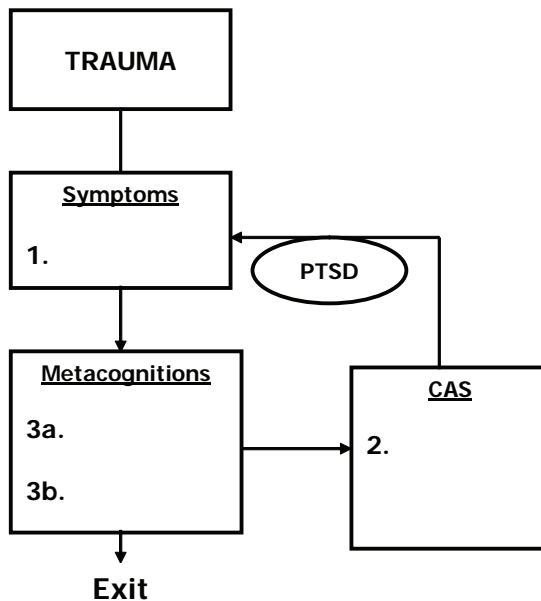 TRAUMA
Symptoms
1.
PTSD
Metacognitions
3a.
3b.
CAS
2.
Exit